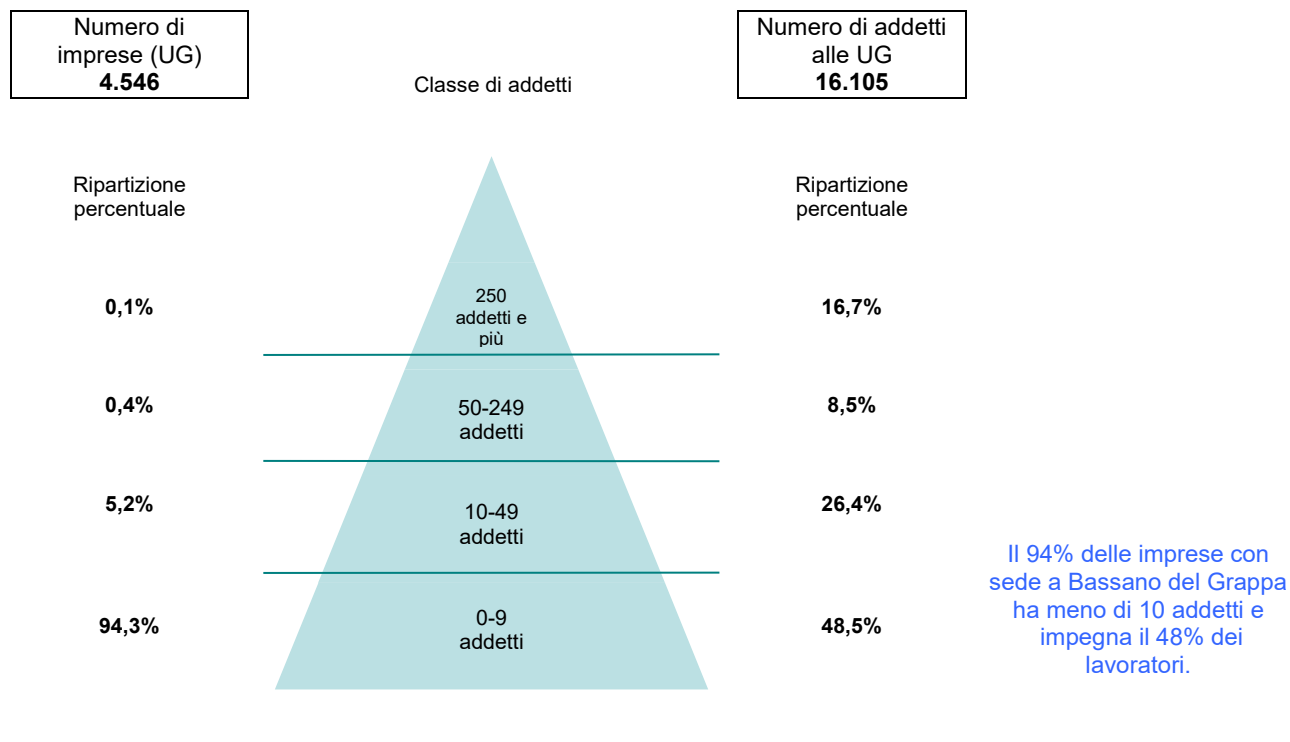 Numero di
imprese (UG)
4.546
Classe di addetti
Numero di addetti
alle UG
16.105
Ripartizione
percentuale
Ripartizione
percentuale
0,1%
250
addetti e
più
16,7%
0,4%
50-249
addetti
8,5%
5,2%
10-49
addetti
26,4%
94,3%
0-9
addetti
48,5%
Il 94% delle imprese con
sede a Bassano del Grappa
ha meno di 10 addetti e
impegna il 48% dei
lavoratori.